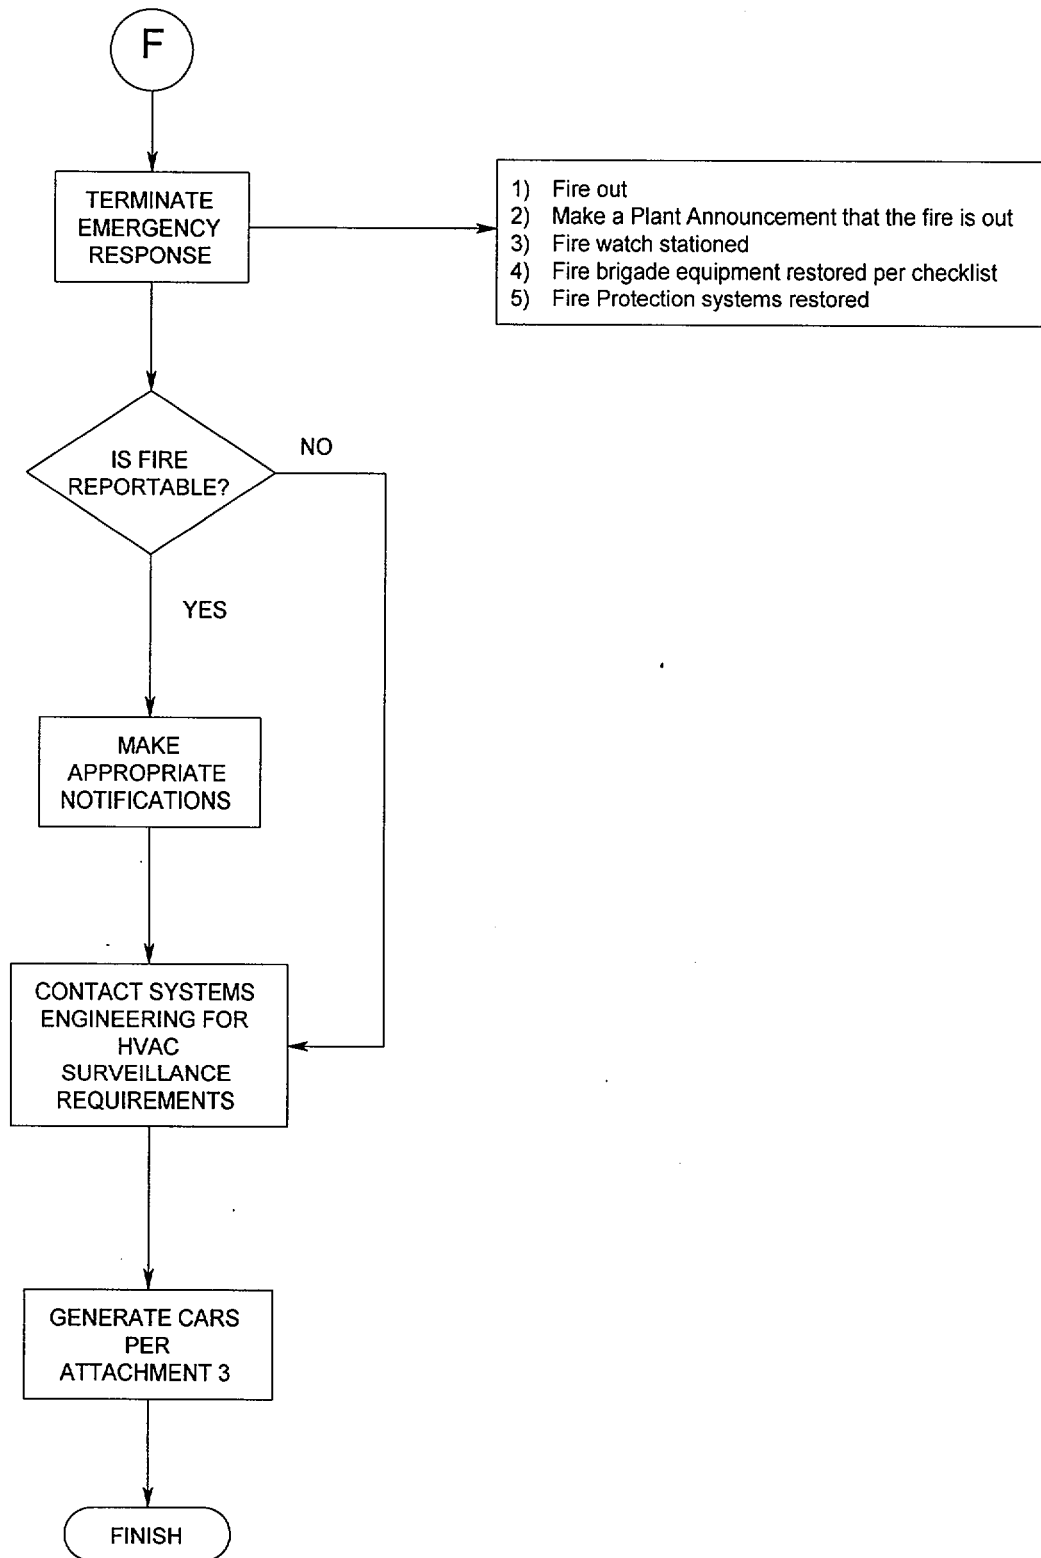 F
TERMINATE
EMERGENCY
RESPONSE
1) Fire out
2) Make a Plant Announcement that the fire is out
3) Fire watch stationed
4) Fire brigade equipment restored per checklist
5) Fire Protection systems restored
IS FIRE
REPORTABLE?
NO
YES
MAKE
APPROPRIATE
NOTIFICATIONS
CONTACT SYSTEMS
ENGINEERING FOR
HVAC
SURVEILLANCE
REQUIREMENTS
GENERATE CARS
PER
ATTACHMENT 3
FINISH